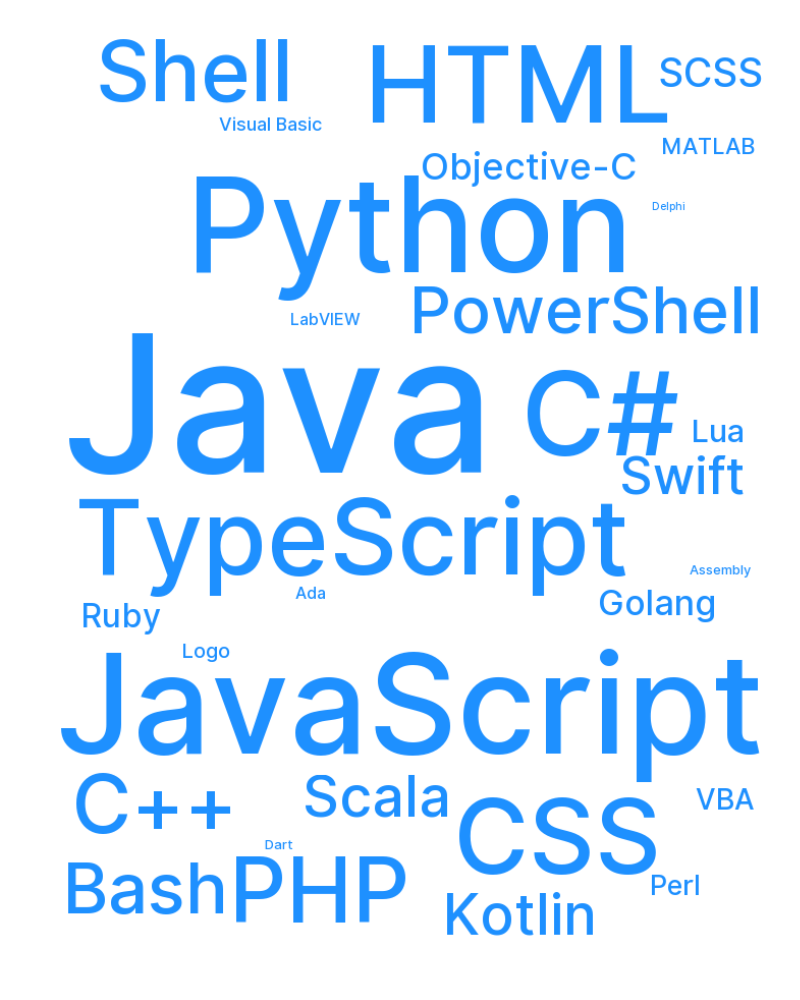 Shell
HTML
SCSS
Visual Basic
MATLAB
Objective-C
Python
Delphi
PowerShell
LabVIEW
Java
C#
Lua
Swift
TypeScript
Assembly
Ada
Golang
Ruby
Logo
JavaScript
C++
Scala
VBA
CSS
Dart
Bash
PHP
Perl
Kotlin